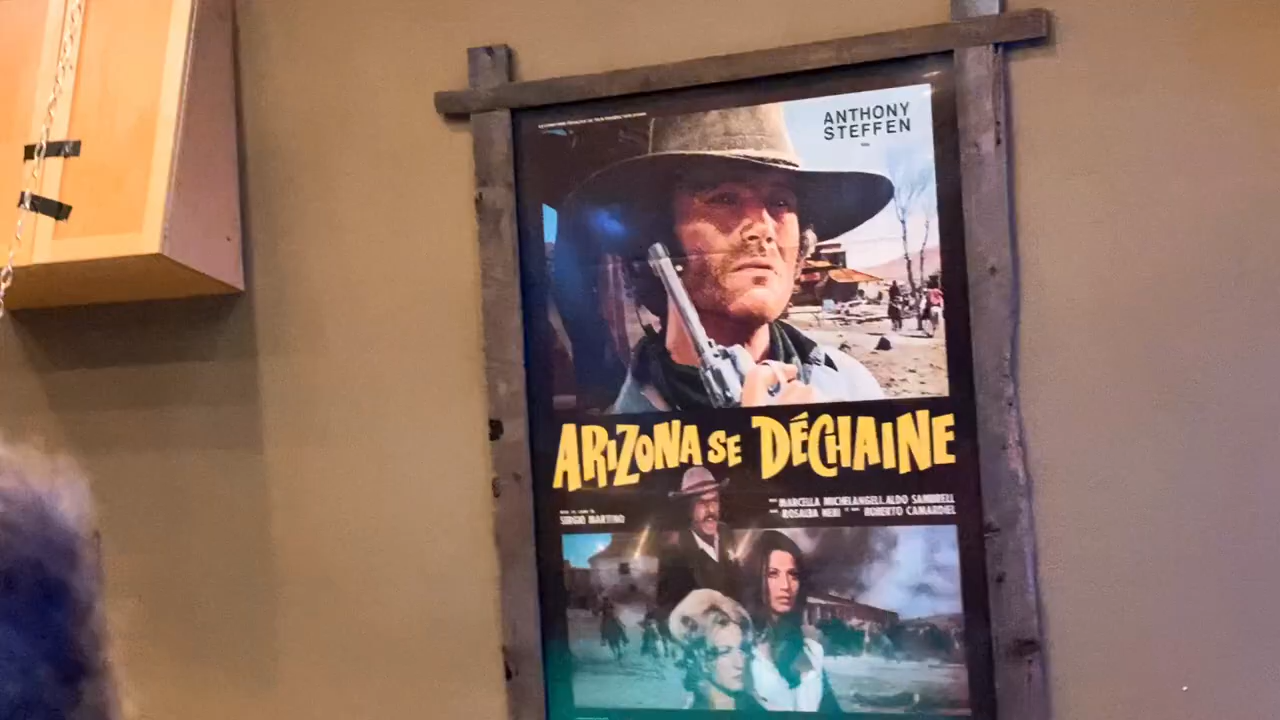 ANTHONY
STEFFEN
ARIZONA SE DÉCHAINE
MARCELLA MICHELANGELI, ALDO SAMBRELL
SERGIO MARTINO
ROSALBA NERI ROBERTO CAMARDIEL